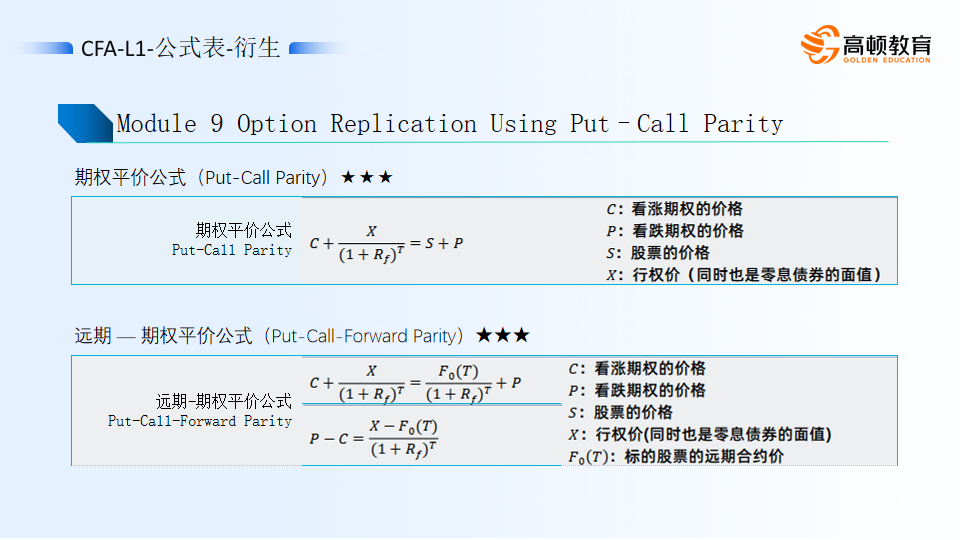 CFA-L1-公式表-衍生
高顿教育
GOLDEN EDUCATION
Module 9 Option Replication Using Put–Call Parity
期权平价公式（Put-Call Parity）★★★
期权平价公式
Put-Call Parity
C + X/(1 + R_f)^T = S + P
C：看涨期权的价格
P：看跌期权的价格
S：股票的价格
X：行权价（同时也是零息债券的面值）
远期 — 期权平价公式（Put-Call-Forward Parity）★★★
远期-期权平价公式
Put-Call-Forward Parity
C + X/(1 + R_f)^T = F_0(T)/(1 + R_f)^T + P
P − C = (X − F_0(T))/(1 + R_f)^T
C：看涨期权的价格
P：看跌期权的价格
S：股票的价格
X：行权价(同时也是零息债券的面值)
F_0(T)：标的股票的远期合约价